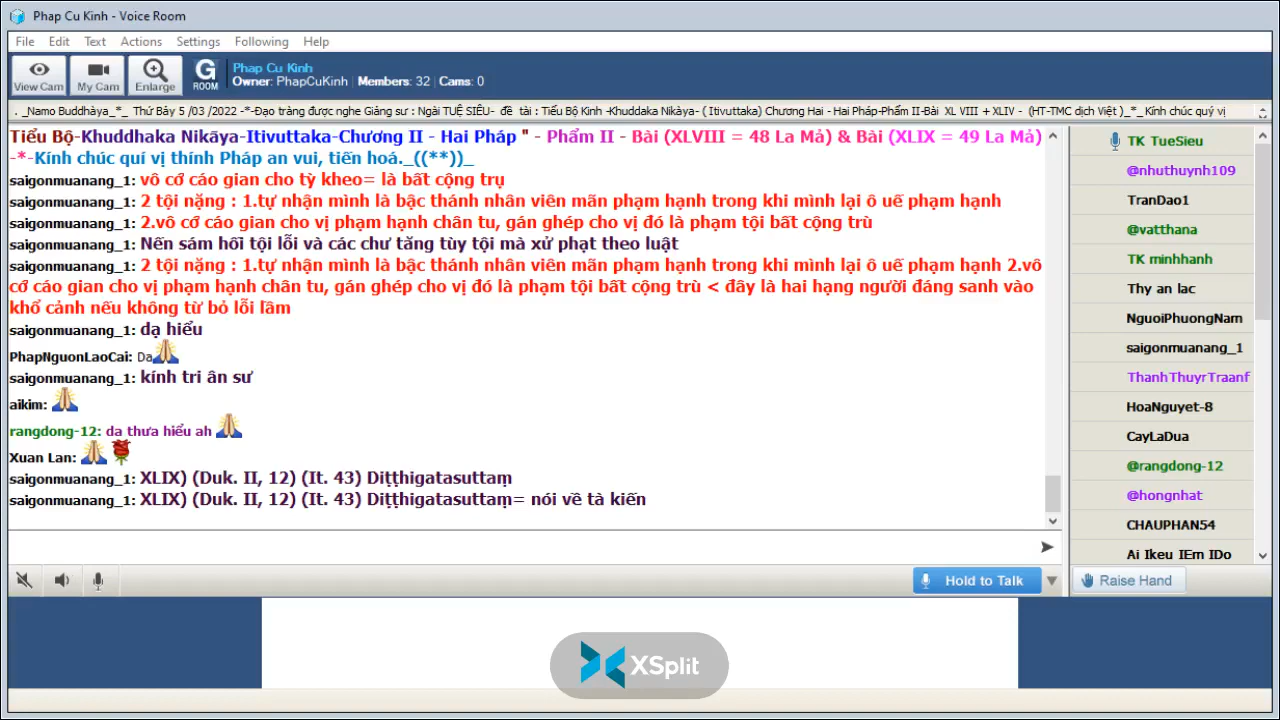 Phap Cu Kinh - Voice Room
File Edit Text Actions Settings Following Help
View Cam My Cam Enlarge G ROOM
Phap Cu Kinh
Owner: PhapCuKinh | Members: 32 | Cams: 0
. _Namo Buddhàya_*_ Thứ Bảy 5 /03 /2022 -*-Đạo tràng được nghe Giảng sư : Ngài TUỆ SIÊU- đề tài : Tiểu Bộ Kinh -Khuddaka Nikàya- ( Itivuttaka) Chương Hai - Hai Pháp-Phẩm II-Bài XL VIII + XLIV - (HT-TMC dịch Việt )_*_ Kính chúc quý vị
Tiểu Bộ-Khuddhaka Nikāya-Itivuttaka-Chương II - Hai Pháp " - Phẩm II - Bài (XLVIII = 48 La Mả) & Bài (XLIX = 49 La Mả)
-*-Kính chúc quí vị thính Pháp an vui, tiến hoá._((**))_
saigonmuanang_1: vô cớ cáo gian cho tỳ kheo= là bất cộng trụ
saigonmuanang_1: 2 tội nặng : 1.tự nhận mình là bậc thánh nhân viên mãn phạm hạnh trong khi mình lại ô uế phạm hạnh
saigonmuanang_1: 2.vô cớ cáo gian cho vị phạm hạnh chân tu, gán ghép cho vị đó là phạm tội bất cộng trù
saigonmuanang_1: Nến sám hối tội lỗi và các chư tăng tùy tội mà xử phạt theo luật
saigonmuanang_1: 2 tội nặng : 1.tự nhận mình là bậc thánh nhân viên mãn phạm hạnh trong khi mình lại ô uế phạm hạnh 2.vô
cớ cáo gian cho vị phạm hạnh chân tu, gán ghép cho vị đó là phạm tội bất cộng trù < đây là hai hạng người đáng sanh vào
khổ cảnh nếu không từ bỏ lỗi lầm
saigonmuanang_1: dạ hiểu
PhapNguonLaoCai: Da
saigonmuanang_1: kính tri ân sư
aikim:
rangdong-12: da thưa hiểu ah
Xuan Lan:
saigonmuanang_1: XLIX) (Duk. II, 12) (It. 43) Diṭṭhigatasuttaṃ
saigonmuanang_1: XLIX) (Duk. II, 12) (It. 43) Diṭṭhigatasuttaṃ= nói về tà kiến
TK TueSieu
@nhuthuynh109
TranDao1
@vatthana
TK minhhanh
Thy an lac
NguoiPhuongNam
saigonmuanang_1
ThanhThuyrTraanf
HoaNguyet-8
CayLaDua
@rangdong-12
@hongnhat
CHAUPHAN54
Ai Ikeu IEm IDo
Hold to Talk
Raise Hand
XSplit